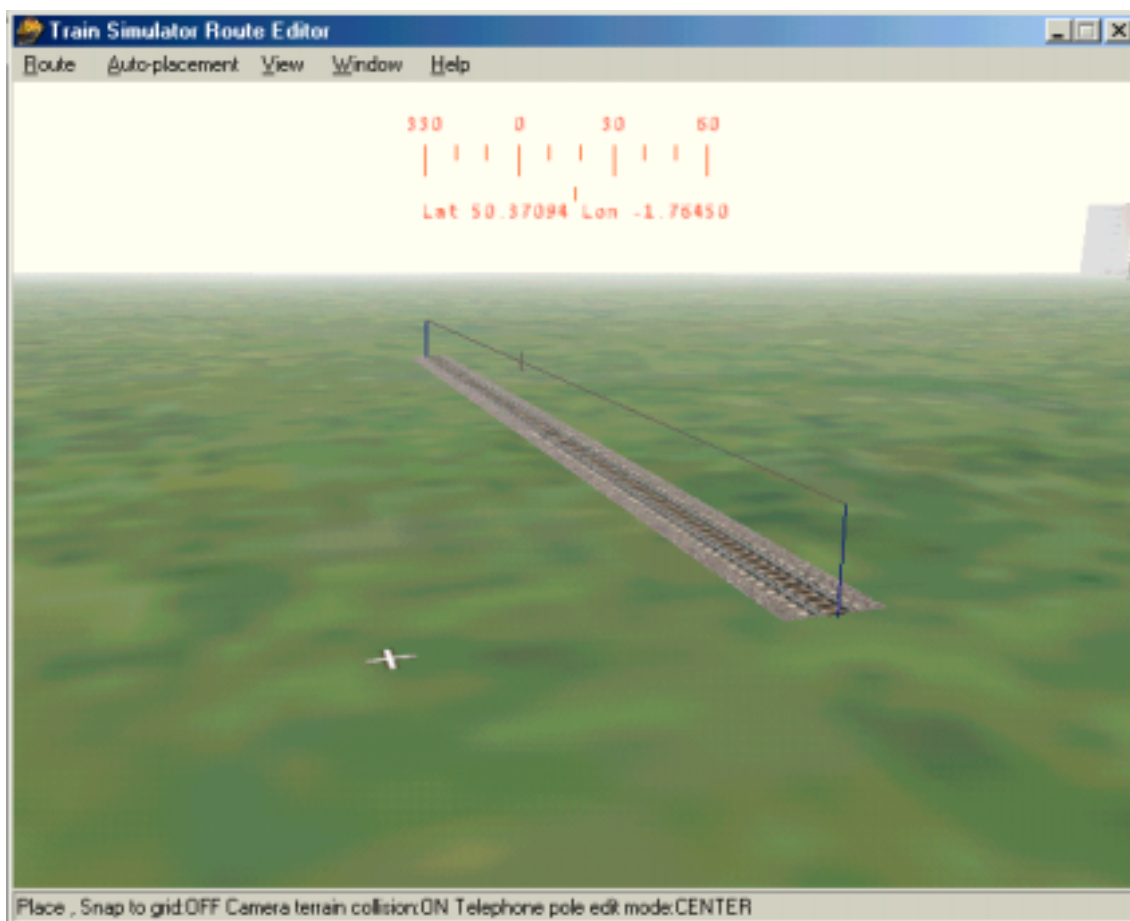 Train Simulator Route Editor
Route Auto-placement View Window Help
330 0 30 60
Lat 50.37094 Lon -1.76450
Place , Snap to grid:OFF Camera terrain collision:ON Telephone pole edit mode:CENTER